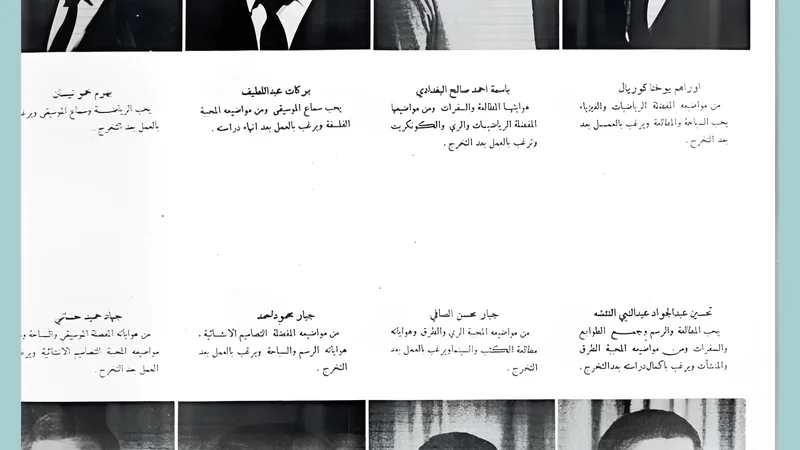 اوراهم يوخنا كوريال
من مواضيعه المفضلة الرياضيات والفيزياء
يحب السباحة والمطالعة ويرغب بالعمل بعد
بعد التخرج .
باسمة احمد صالح البغدادي
هوايتها المطالعة والسفرات ومن مواضيعها
المفضلة الرياضيات والري والكونكريت
وترغب بالعمل بعد التخرج .
بركات عبداللطيف
يحب سماع الموسيقى ومن مواضيعه المحببة
الفلسفة ويرغب بالعمل بعد انهاء دراسته .
بهرم حمو نيسان
يحب الرياضة وسماع الموسيقى
بالعمل بعد التخرج .
تحسين عبدالجواد عبدالنبي
يحب المطالعة والرسم وجمع الطوابع
والسفرات ومن مواضيعه المحببة الطرق
والمنشآت ويرغب باكمال دراسته بعد التخرج .
جبار محسن الصافي
من مواضيعه المحببة الري والطرق وهواياته
مطالعة الكتب والسينما ويرغب بالعمل بعد
التخرج .
جبار محمود احمد
من مواضيعه المفضلة التصاميم الانشائية ،
هواياته الرسم والسباحة ويرغب بالعمل بعد
التخرج .
جهاد حميد
من هواياته المفضلة الموسيقى والسباحة
مواضيعه المحببة التصاميم الانشائية
العمل بعد التخرج .